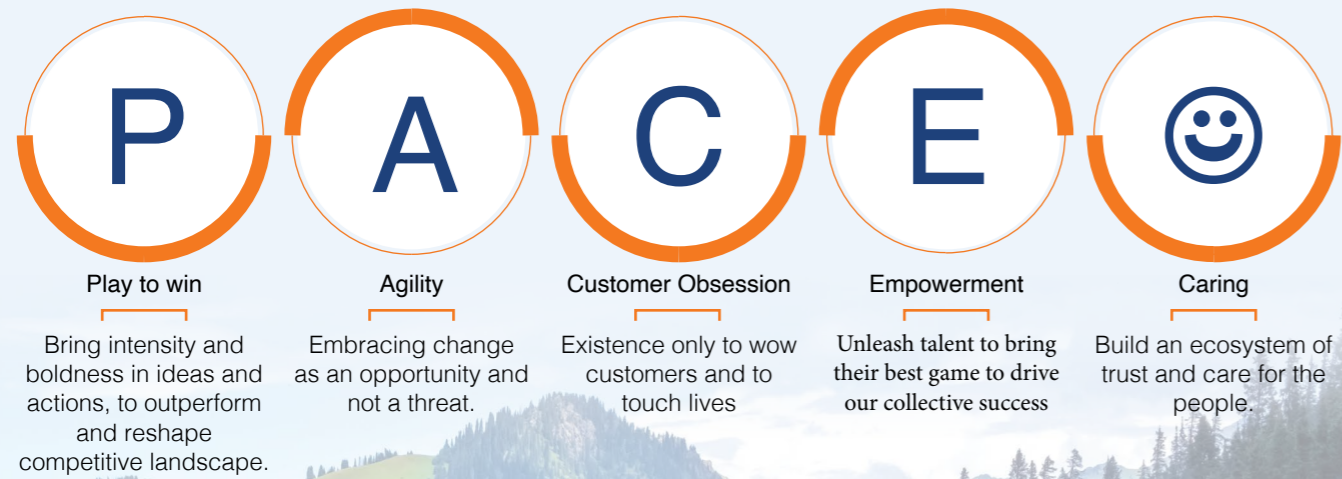 P
A
C
E
Play to win
Bring intensity and
boldness in ideas and
actions, to outperform
and reshape
competitive landscape.
Agility
Embracing change
as an opportunity and
not a threat.
Customer Obsession
Existence only to wow
customers and to
touch lives
Empowerment
Unleash talent to bring
their best game to drive
our collective success
Caring
Build an ecosystem of
trust and care for the
people.